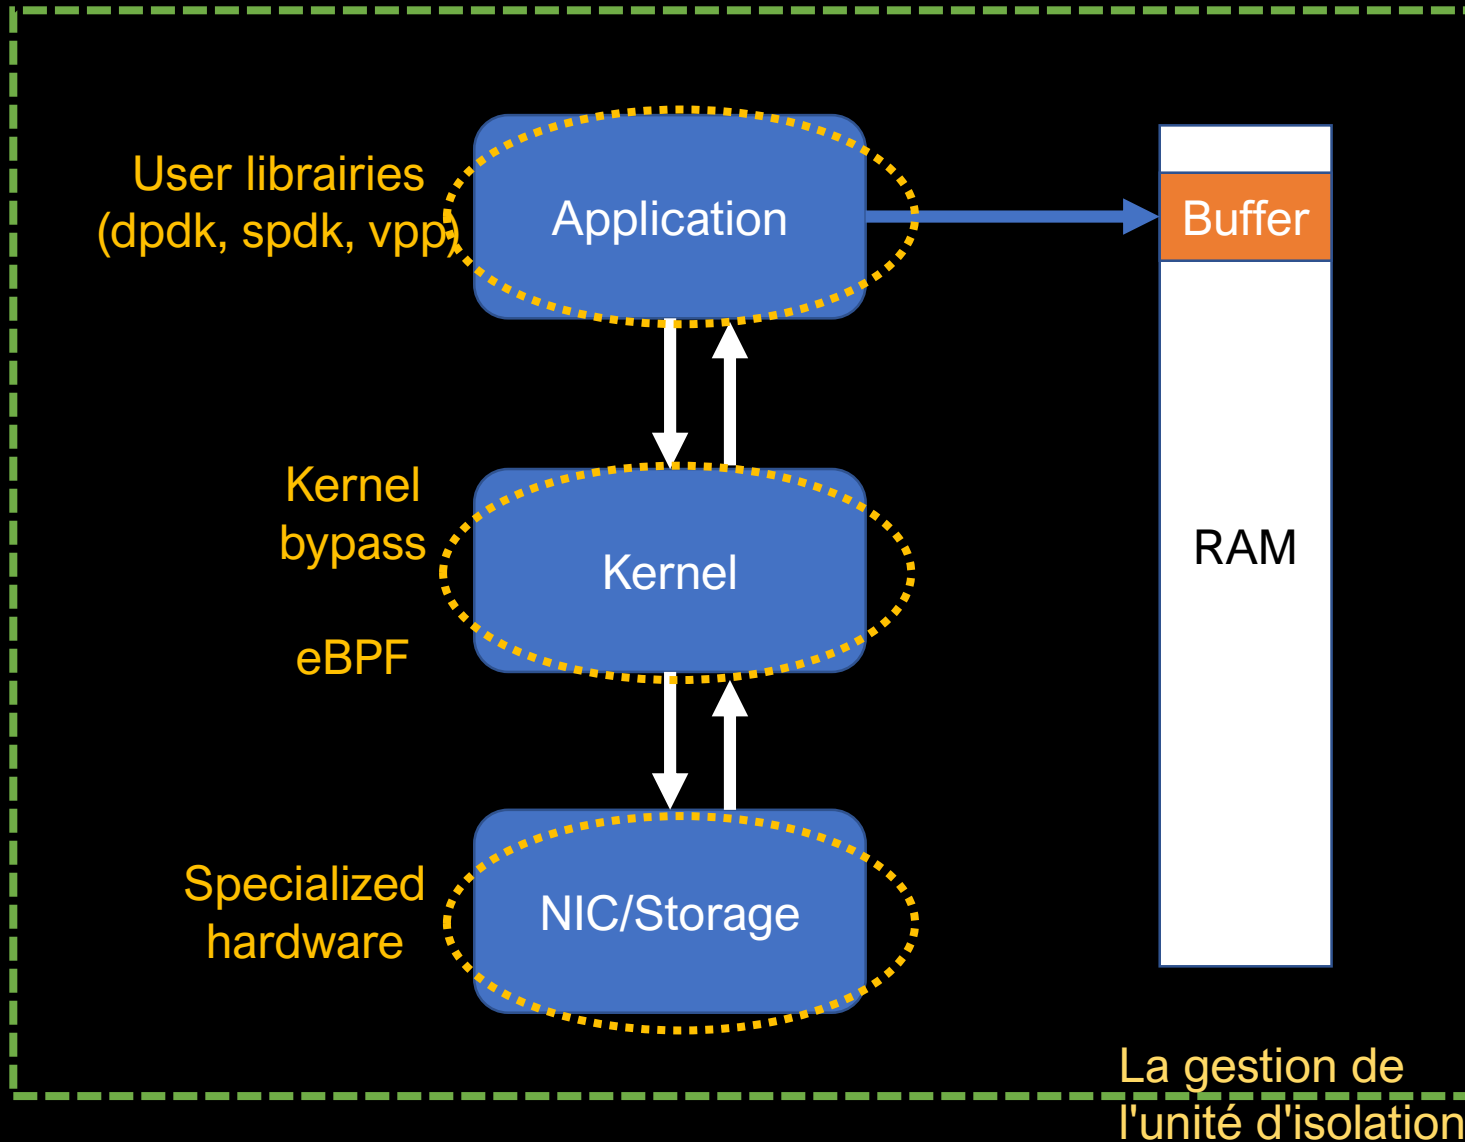 User librairies
(dpdk, spdk, vpp)
Application
Buffer
Kernel
bypass
Kernel
RAM
eBPF
Specialized
hardware
NIC/Storage
La gestion de
l'unité d'isolation